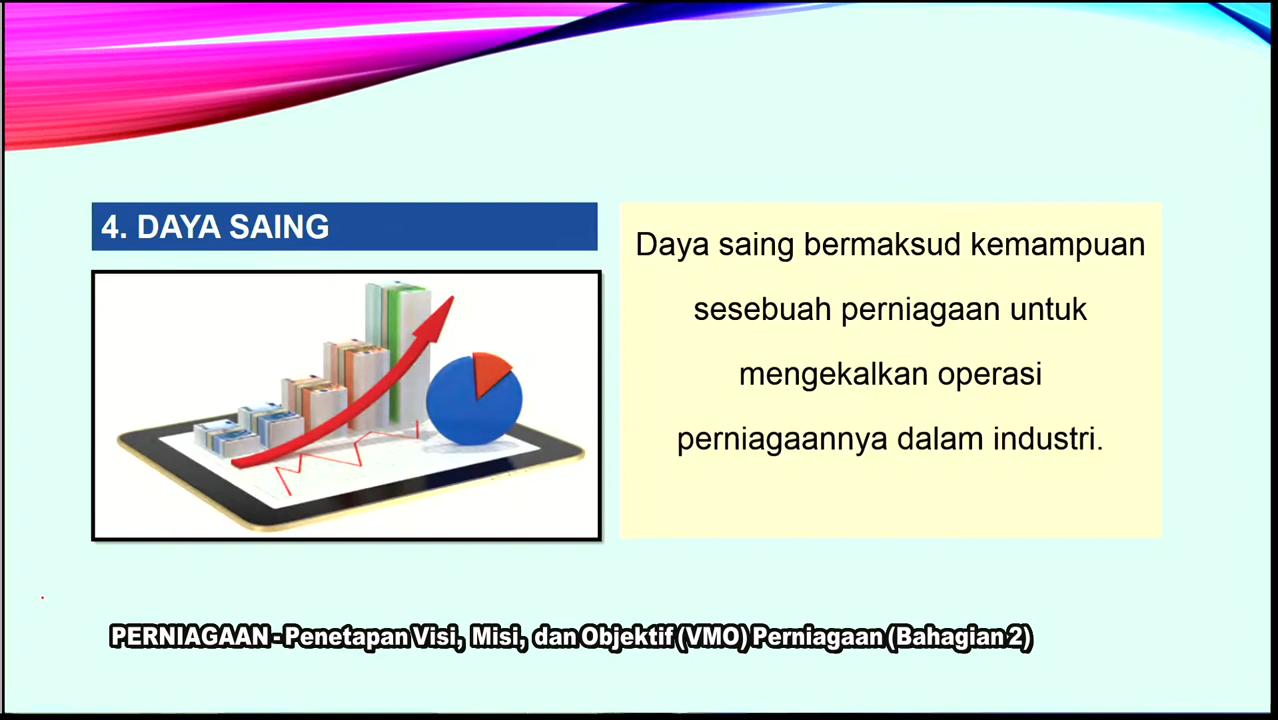 4. DAYA SAING
Daya saing bermaksud kemampuan
sesebuah perniagaan untuk
mengekalkan operasi
perniagaannya dalam industri.
PERNIAGAAN - Penetapan Visi, Misi, dan Objektif (VMO) Perniagaan (Bahagian 2)